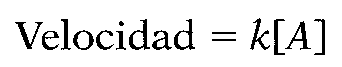 Velocidad = k[A]